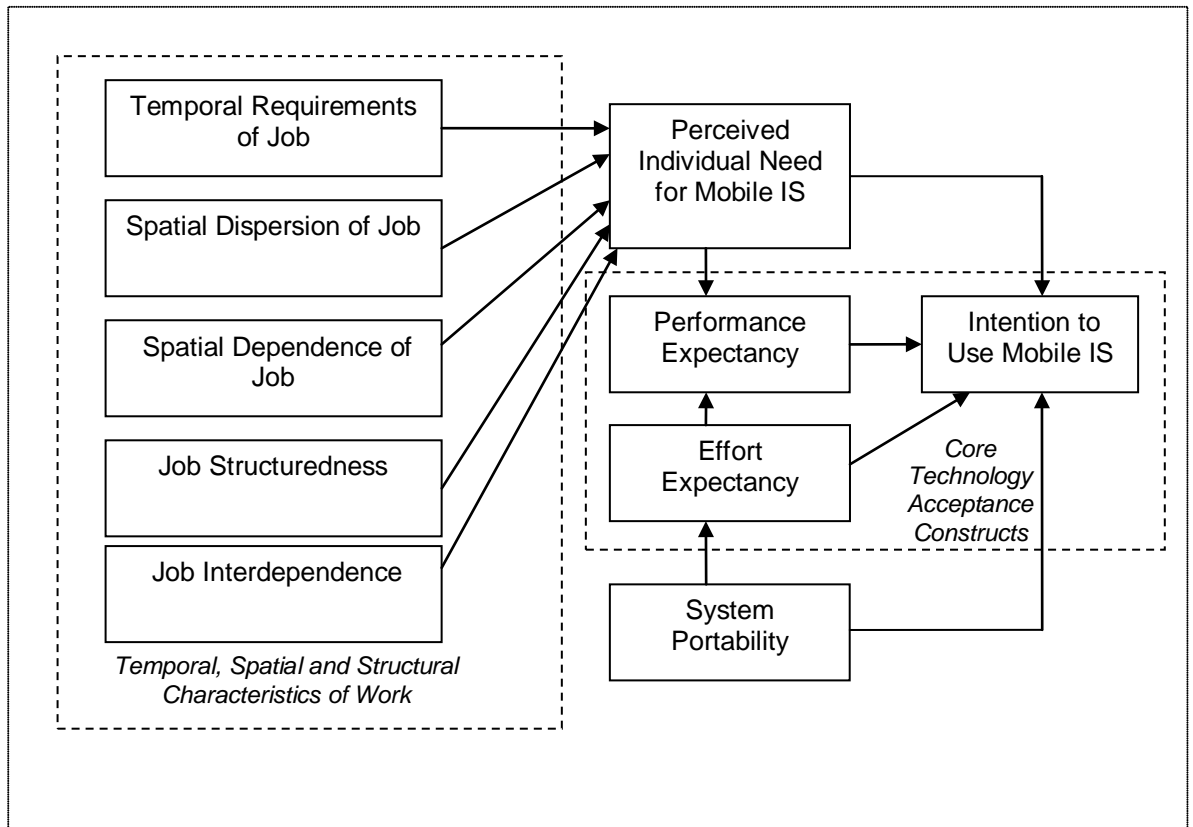 Temporal Requirements
of Job
Spatial Dispersion of Job
Spatial Dependence of
Job
Job Structuredness
Job Interdependence
Temporal, Spatial and Structural
Characteristics of Work
Perceived
Individual Need
for Mobile IS
Performance
Expectancy
Effort
Expectancy
System
Portability
Intention to
Use Mobile IS
Core
Technology
Acceptance
Constructs